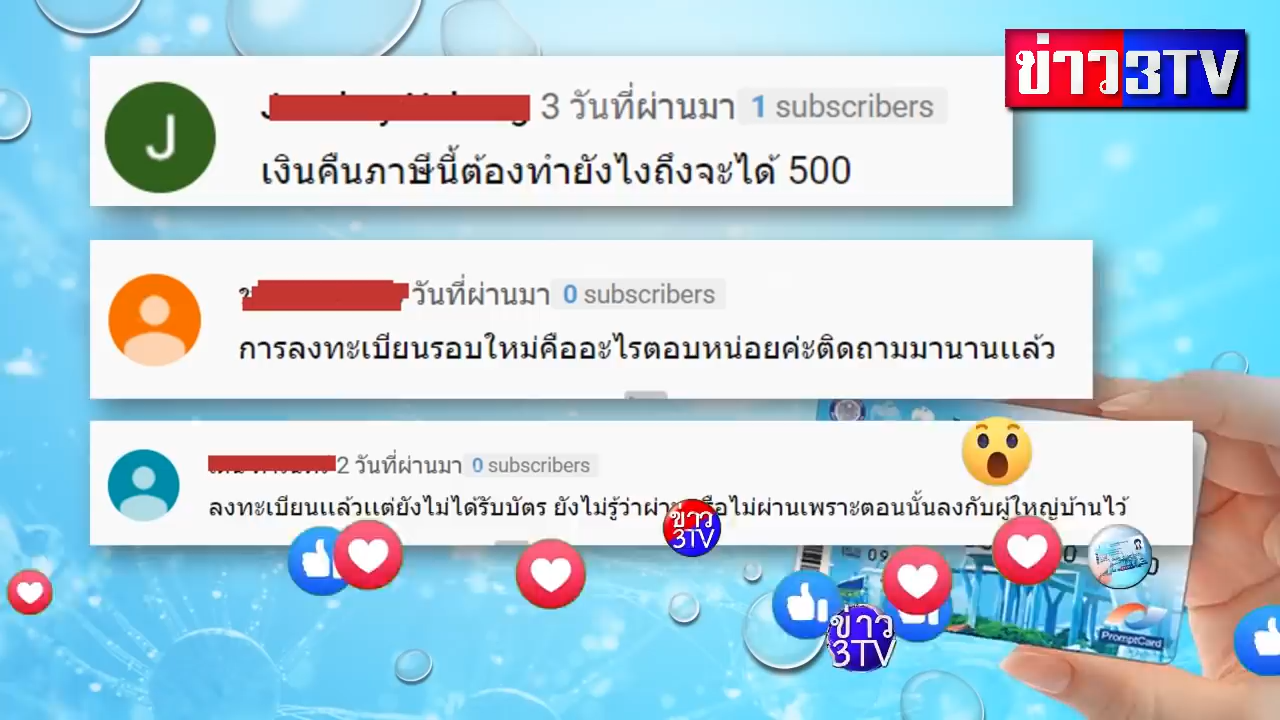 ข่าว3TV
J
3 วันที่ผ่านมา 1 subscribers
เงินคืนภาษีนี้ต้องทำยังไงถึงจะได้ 500
วันที่ผ่านมา 0 subscribers
การลงทะเบียนรอบใหม่คืออะไรตอบหน่อยค่ะติดถามมานานแล้ว
2 วันที่ผ่านมา 0 subscribers
ลงทะเบียนแล้วแต่ยังไม่ได้รับบัตร ยังไม่รู้ว่าผ่านหรือไม่ผ่านเพราะตอนนั้นลงกับผู้ใหญ่บ้านไว้
ข่าว
3TV
09
PromptCard
ข่าว
3TV